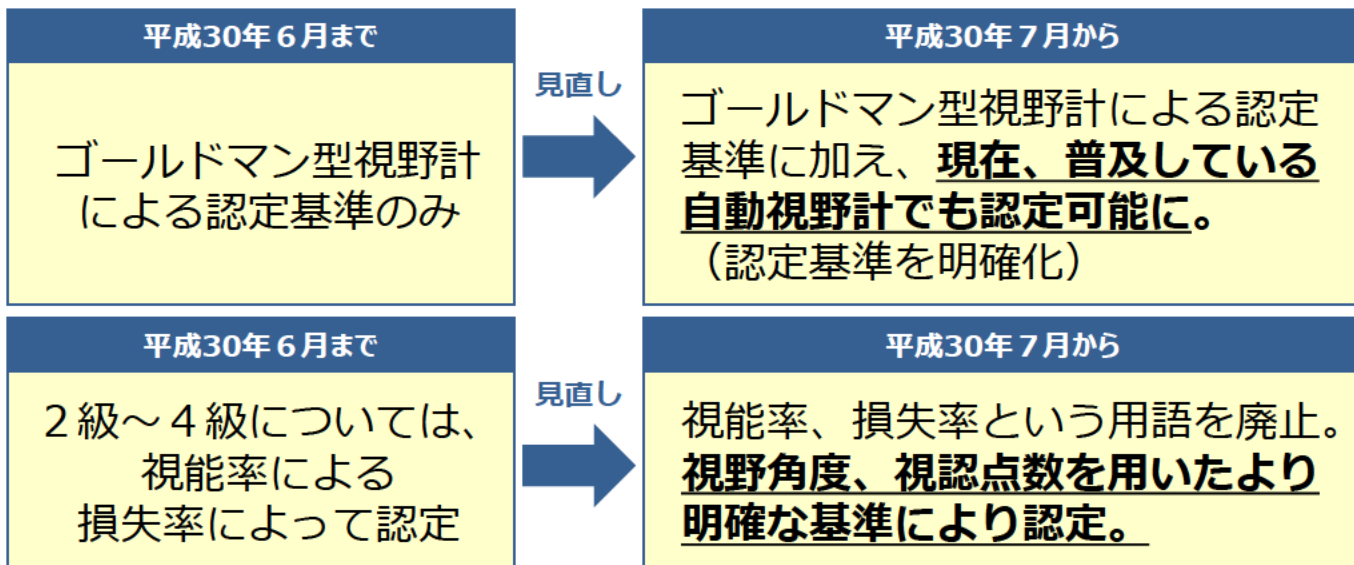 平成30年６月まで
ゴールドマン型視野計
による認定基準のみ
見直し
平成30年７月から
ゴールドマン型視野計による認定
基準に加え、現在、普及している
自動視野計でも認定可能に。
（認定基準を明確化）
平成30年６月まで
２級～４級については、
視能率による
損失率によって認定
見直し
平成30年７月から
視能率、損失率という用語を廃止。
視野角度、視認点数を用いたより
明確な基準により認定。